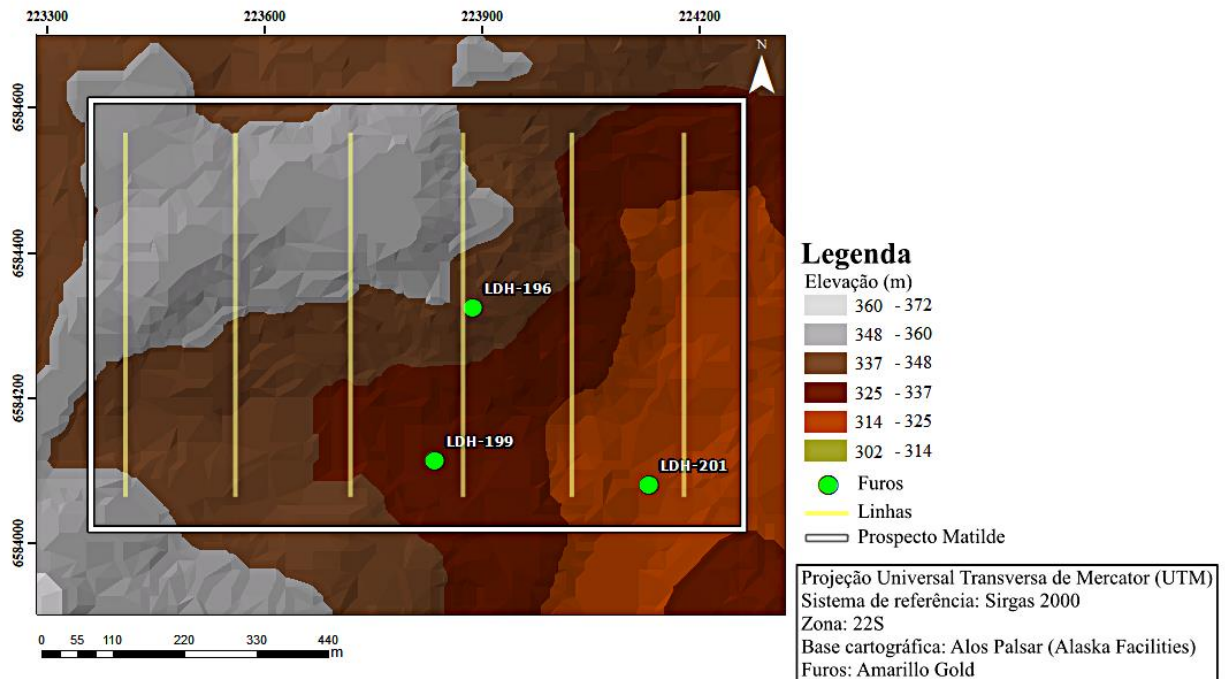 223300 223600 223900 224200
N
6584600
6584400
6584200
6584000
LDH-196
LDH-199
LDH-201
0 55 110 220 330 440
m
Legenda
Elevação (m)
360 - 372
348 - 360
337 - 348
325 - 337
314 - 325
302 - 314
Furos
Linhas
Prospecto Matilde
Projeção Universal Transversa de Mercator (UTM)
Sistema de referência: Sirgas 2000
Zona: 22S
Base cartográfica: Alos Palsar (Alaska Facilities)
Furos: Amarillo Gold